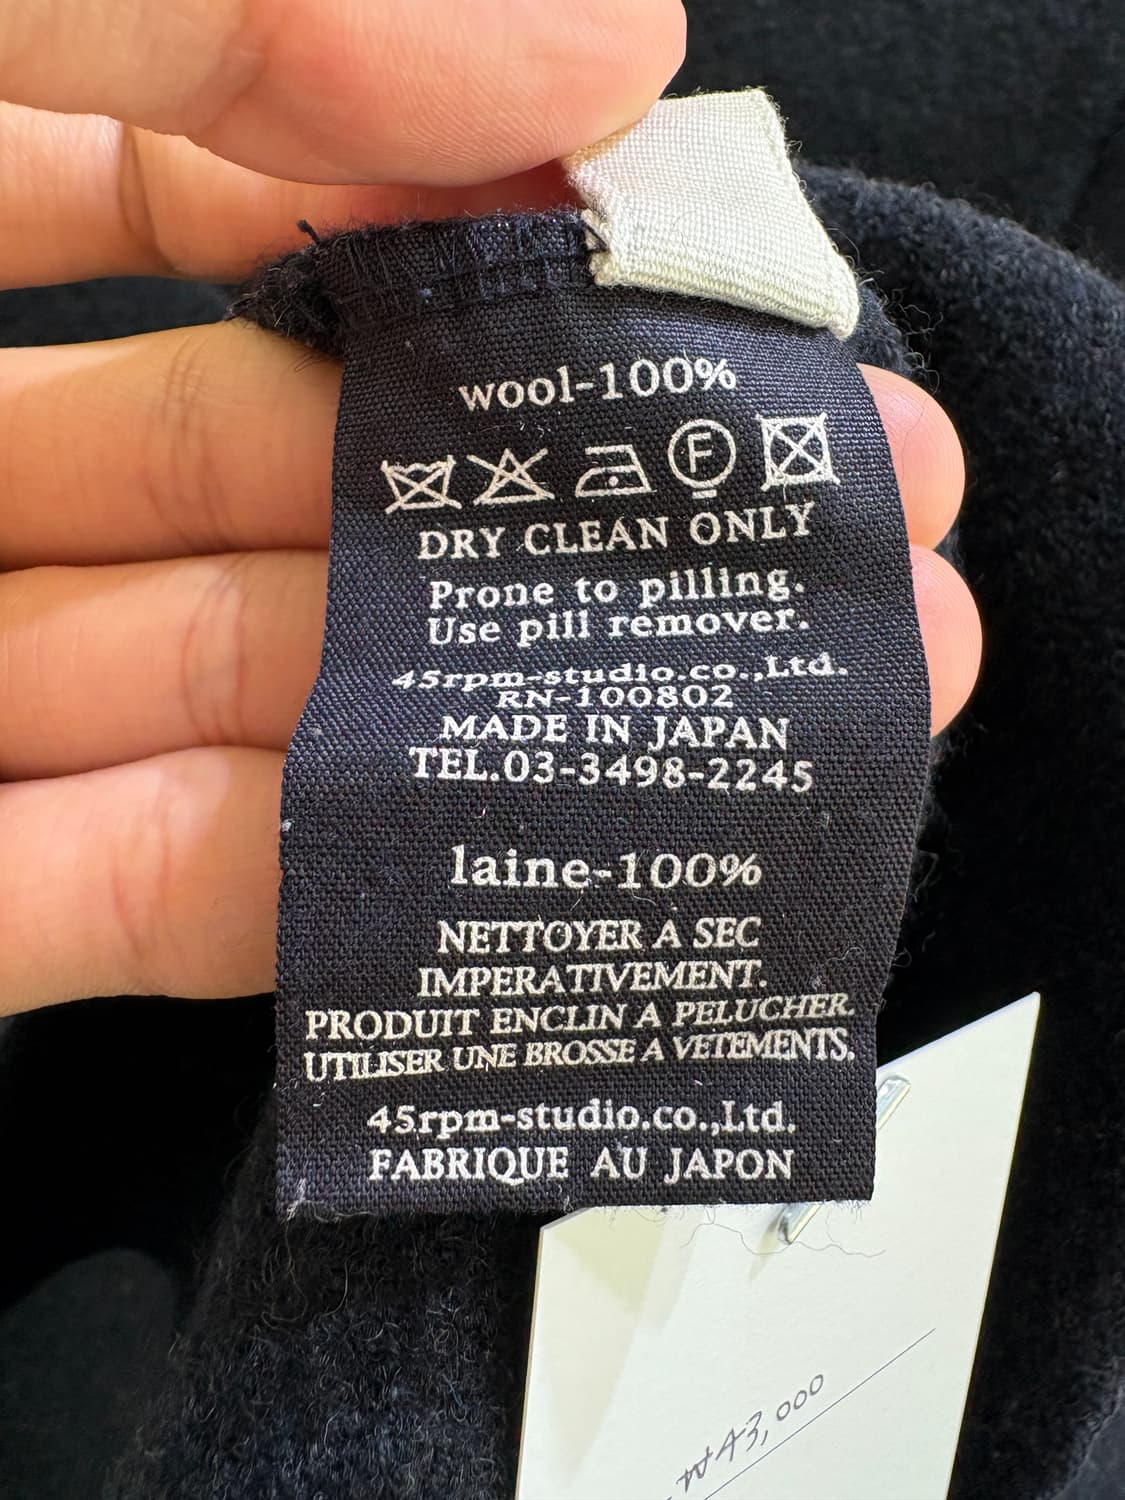 wool-100%
F
DRY CLEAN ONLY
Prone to pilling.
Use pill remover.
45rpm-studio.co.,Ltd.
RN-100802
MADE IN JAPAN
TEL.03-3498-2245
laine-100%
NETTOYER A SEC
IMPERATIVEMENT.
PRODUIT ENCLIN A PELUCHER.
UTILISER UNE BROSSE A VETEMENTS.
45rpm-studio.co.,Ltd.
FABRIQUE AU JAPON
₩43,000